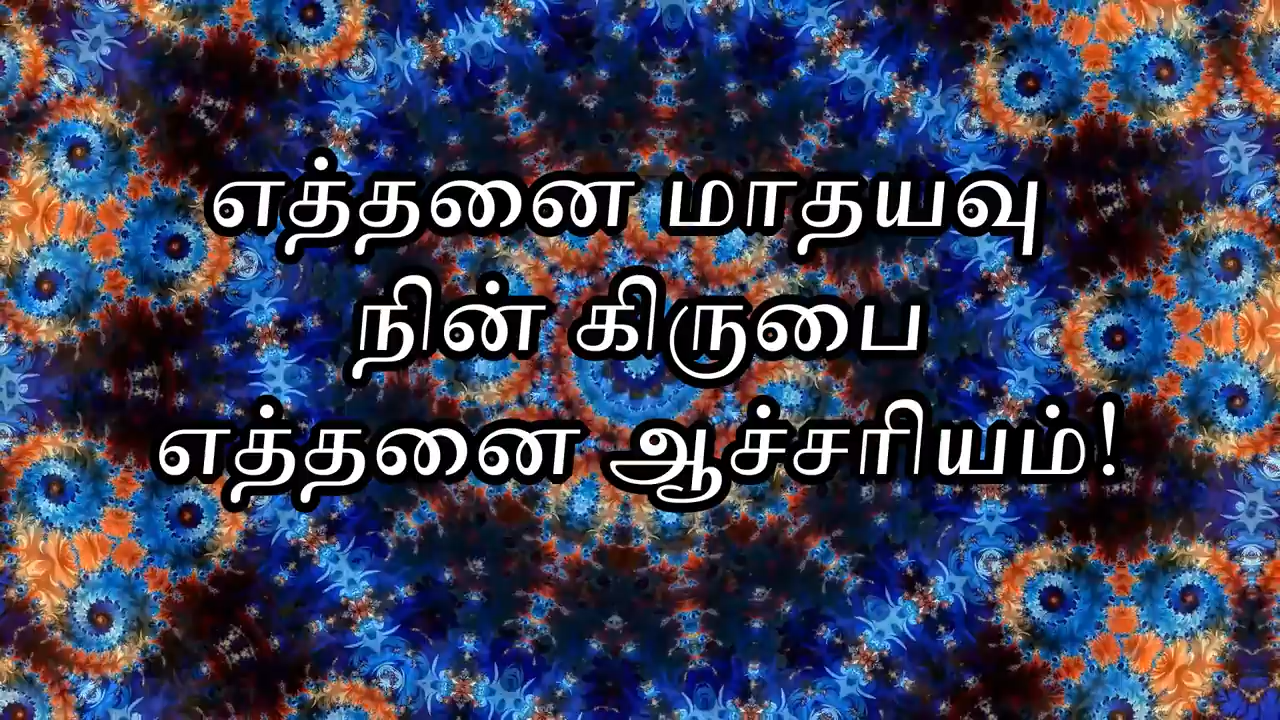 எத்தனை மாதயவு
நின் கிருபை
எத்தனை ஆச்சரியம்!